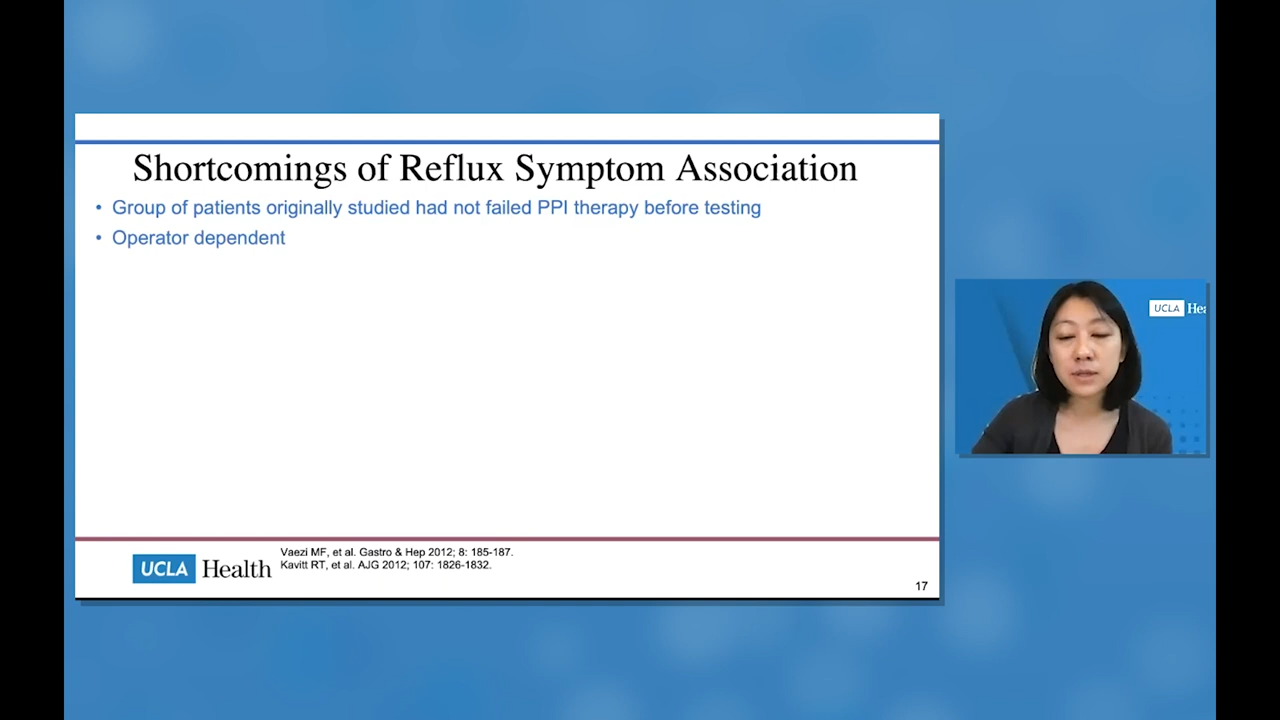 Shortcomings of Reflux Symptom Association
• Group of patients originally studied had not failed PPI therapy before testing
• Operator dependent
UCLA Health
Vaezi MF, et al. Gastro & Hep 2012; 8: 185-187.
Kavitt RT, et al. AJG 2012; 107: 1826-1832.
17
UCLA Hea